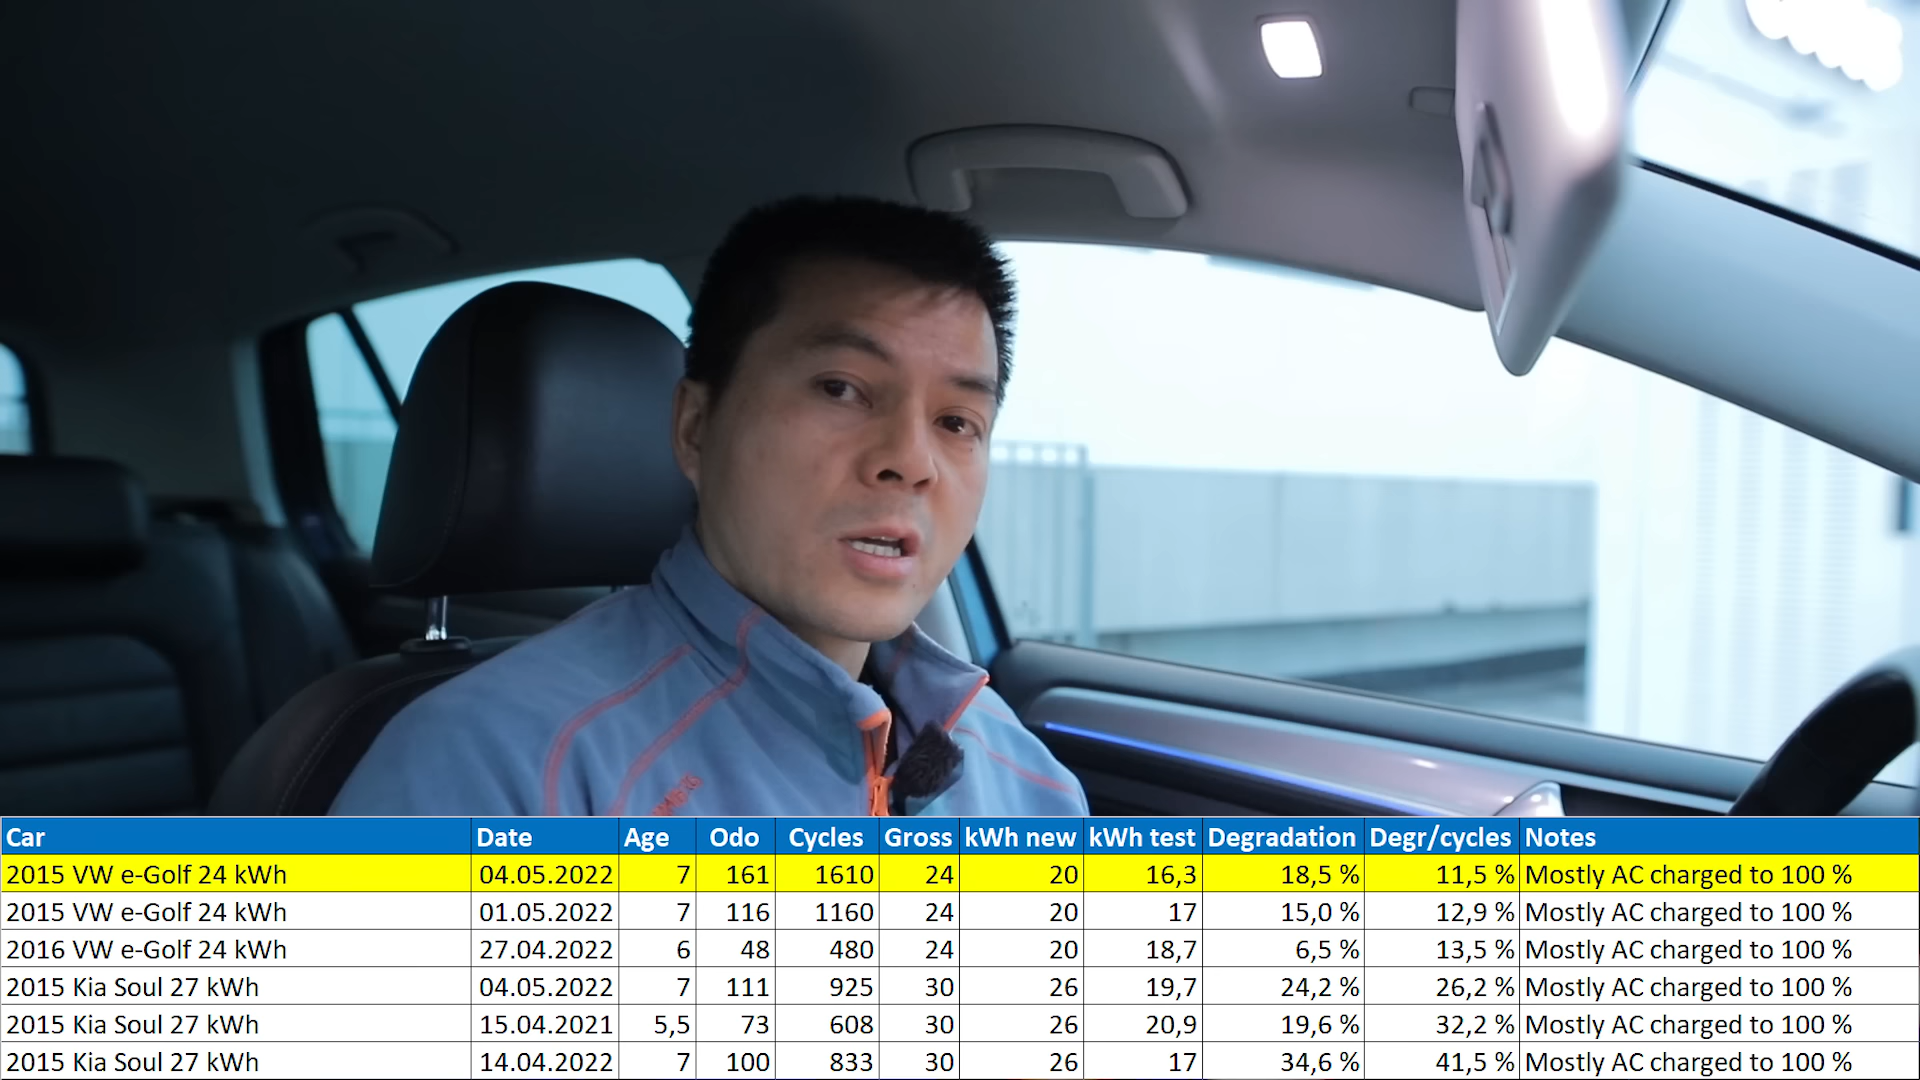 Car Date Age Odo Cycles Gross kWh new kWh test Degradation Degr/cycles Notes
2015 VW e-Golf 24 kWh 04.05.2022 7 161 1610 24 20 16,3 18,5 % 11,5 % Mostly AC charged to 100 %
2015 VW e-Golf 24 kWh 01.05.2022 7 116 1160 24 20 17 15,0 % 12,9 % Mostly AC charged to 100 %
2016 VW e-Golf 24 kWh 27.04.2022 6 48 480 24 20 18,7 6,5 % 13,5 % Mostly AC charged to 100 %
2015 Kia Soul 27 kWh 04.05.2022 7 111 925 30 26 19,7 24,2 % 26,2 % Mostly AC charged to 100 %
2015 Kia Soul 27 kWh 15.04.2021 5,5 73 608 30 26 20,9 19,6 % 32,2 % Mostly AC charged to 100 %
2015 Kia Soul 27 kWh 14.04.2022 7 100 833 30 26 17 34,6 % 41,5 % Mostly AC charged to 100 %